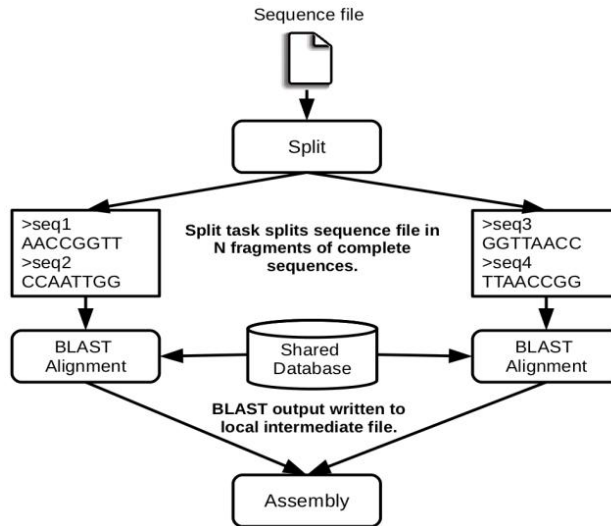 Sequence file
Split
>seq1
AACCGGTT
>seq2
CCAATTGG
Split task splits sequence file in
N fragments of complete
sequences.
>seq3
GGTTAACC
>seq4
TTAACCGG
BLAST
Alignment
Shared
Database
BLAST
Alignment
BLAST output written to
local intermediate file.
Assembly